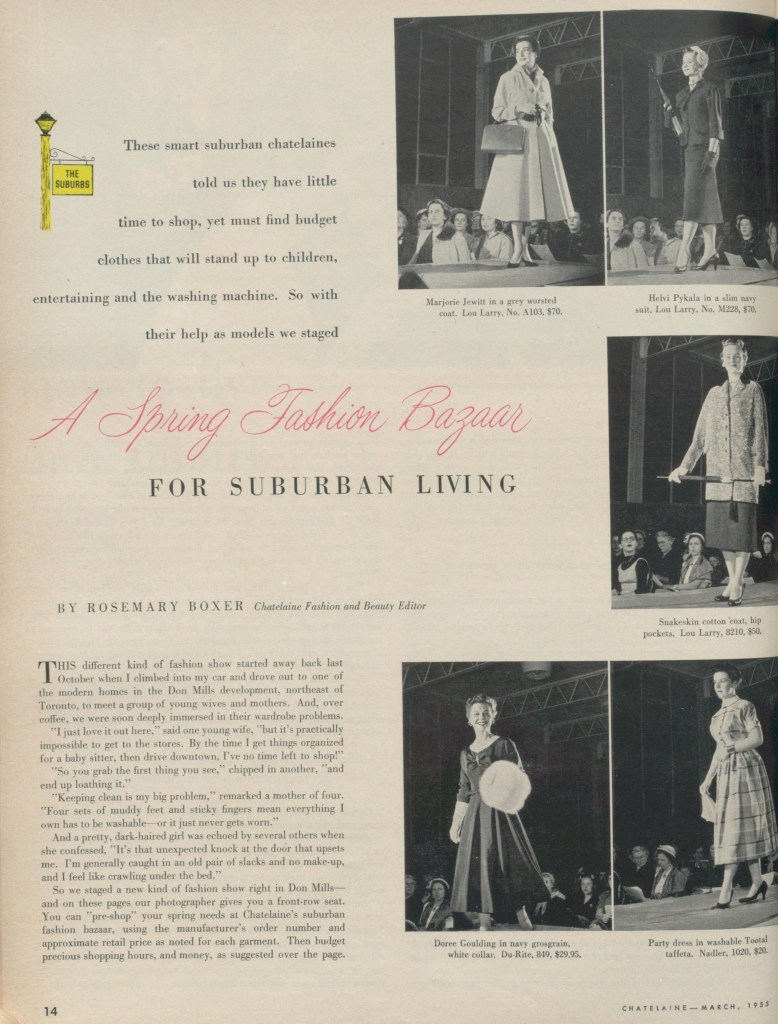 THE
SUBURBS
These smart suburban chatelaines
told us they have little
time to shop, yet must find budget
clothes that will stand up to children,
entertaining and the washing machine. So with
their help as models we staged
A Spring Fashion Bazaar
FOR SUBURBAN LIVING
BY ROSEMARY BOXER Chatelaine Fashion and Beauty Editor
THIS different kind of fashion show started away back last
October when I climbed into my car and drove out to one of
the modern homes in the Don Mills development, northeast of
Toronto, to meet a group of young wives and mothers. And, over
coffee, we were soon deeply immersed in their wardrobe problems.
"I just love it out here," said one young wife, "but it's practically
impossible to get to the stores. By the time I get things organized
for a baby sitter, then drive downtown, I've no time left to shop!"
"So you grab the first thing you see," chipped in another, "and
end up loathing it."
"Keeping clean is my big problem," remarked a mother of four.
"Four sets of muddy feet and sticky fingers mean everything I
own has to be washable—or it just never gets worn."
And a pretty, dark-haired girl was echoed by several others when
she confessed, "It's that unexpected knock at the door that upsets
me. I'm generally caught in an old pair of slacks and no make-up,
and I feel like crawling under the bed."
So we staged a new kind of fashion show right in Don Mills—
and on these pages our photographer gives you a front-row seat.
You can "pre-shop" your spring needs at Chatelaine's suburban
fashion bazaar, using the manufacturer's order number and
approximate retail price as noted for each garment. Then budget
precious shopping hours, and money, as suggested over the page.
Marjorie Jewitt in a grey worsted
coat. Lou Larry, No. A103, $70.
Helvi Pykala in a slim navy
suit. Lou Larry, No. M228, $70.
Snakeskin cotton coat, hip
pockets. Lou Larry, 8210, $50.
Doree Goulding in navy grosgrain,
white collar. Du-Rite, 849, $29.95.
Party dress in washable Tootal
taffeta. Nadler, 1020, $20.
14
CHATELAINE—MARCH, 1955